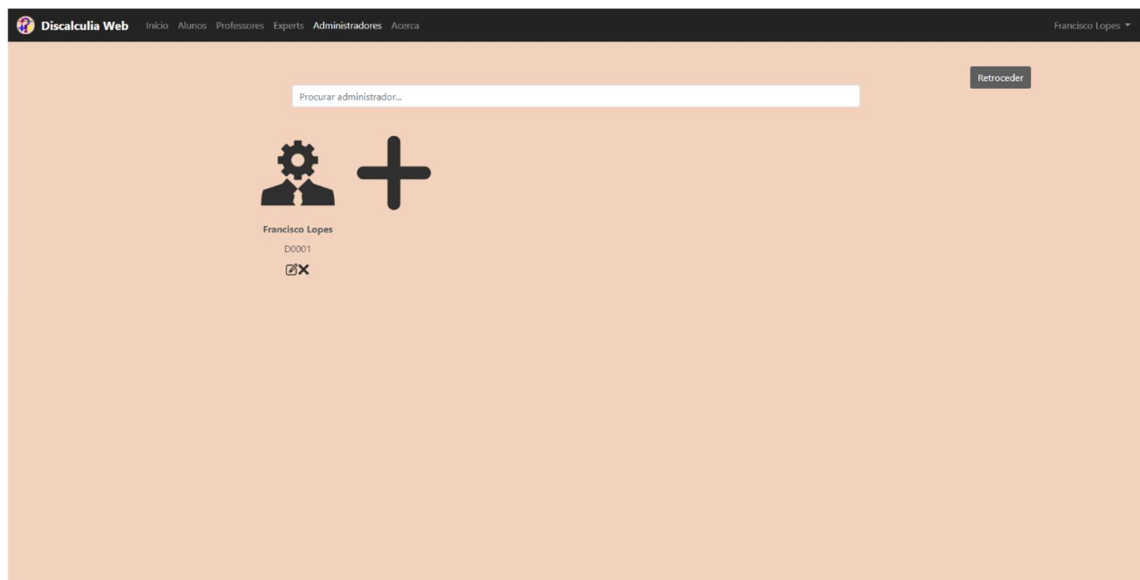 Discalculia Web Início Alunos Professores Experts Administradores Acerca Francisco Lopes
Retroceder
Procurar administrador...
Francisco Lopes
D0001